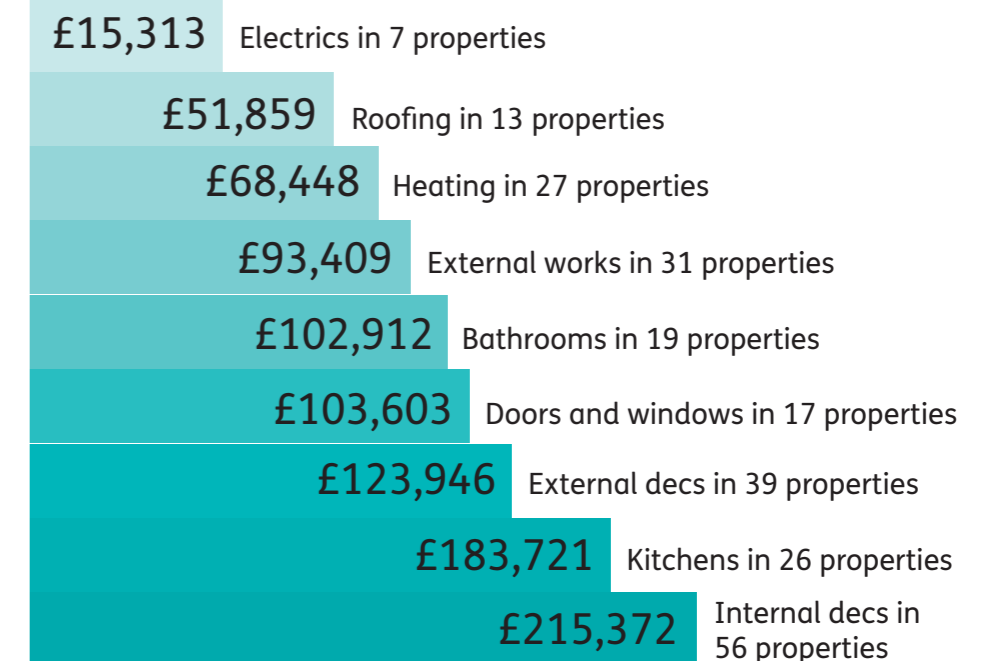 £15,313 Electrics in 7 properties
£51,859 Roofing in 13 properties
£68,448 Heating in 27 properties
£93,409 External works in 31 properties
£102,912 Bathrooms in 19 properties
£103,603 Doors and windows in 17 properties
£123,946 External decs in 39 properties
£183,721 Kitchens in 26 properties
£215,372 Internal decs in
56 properties